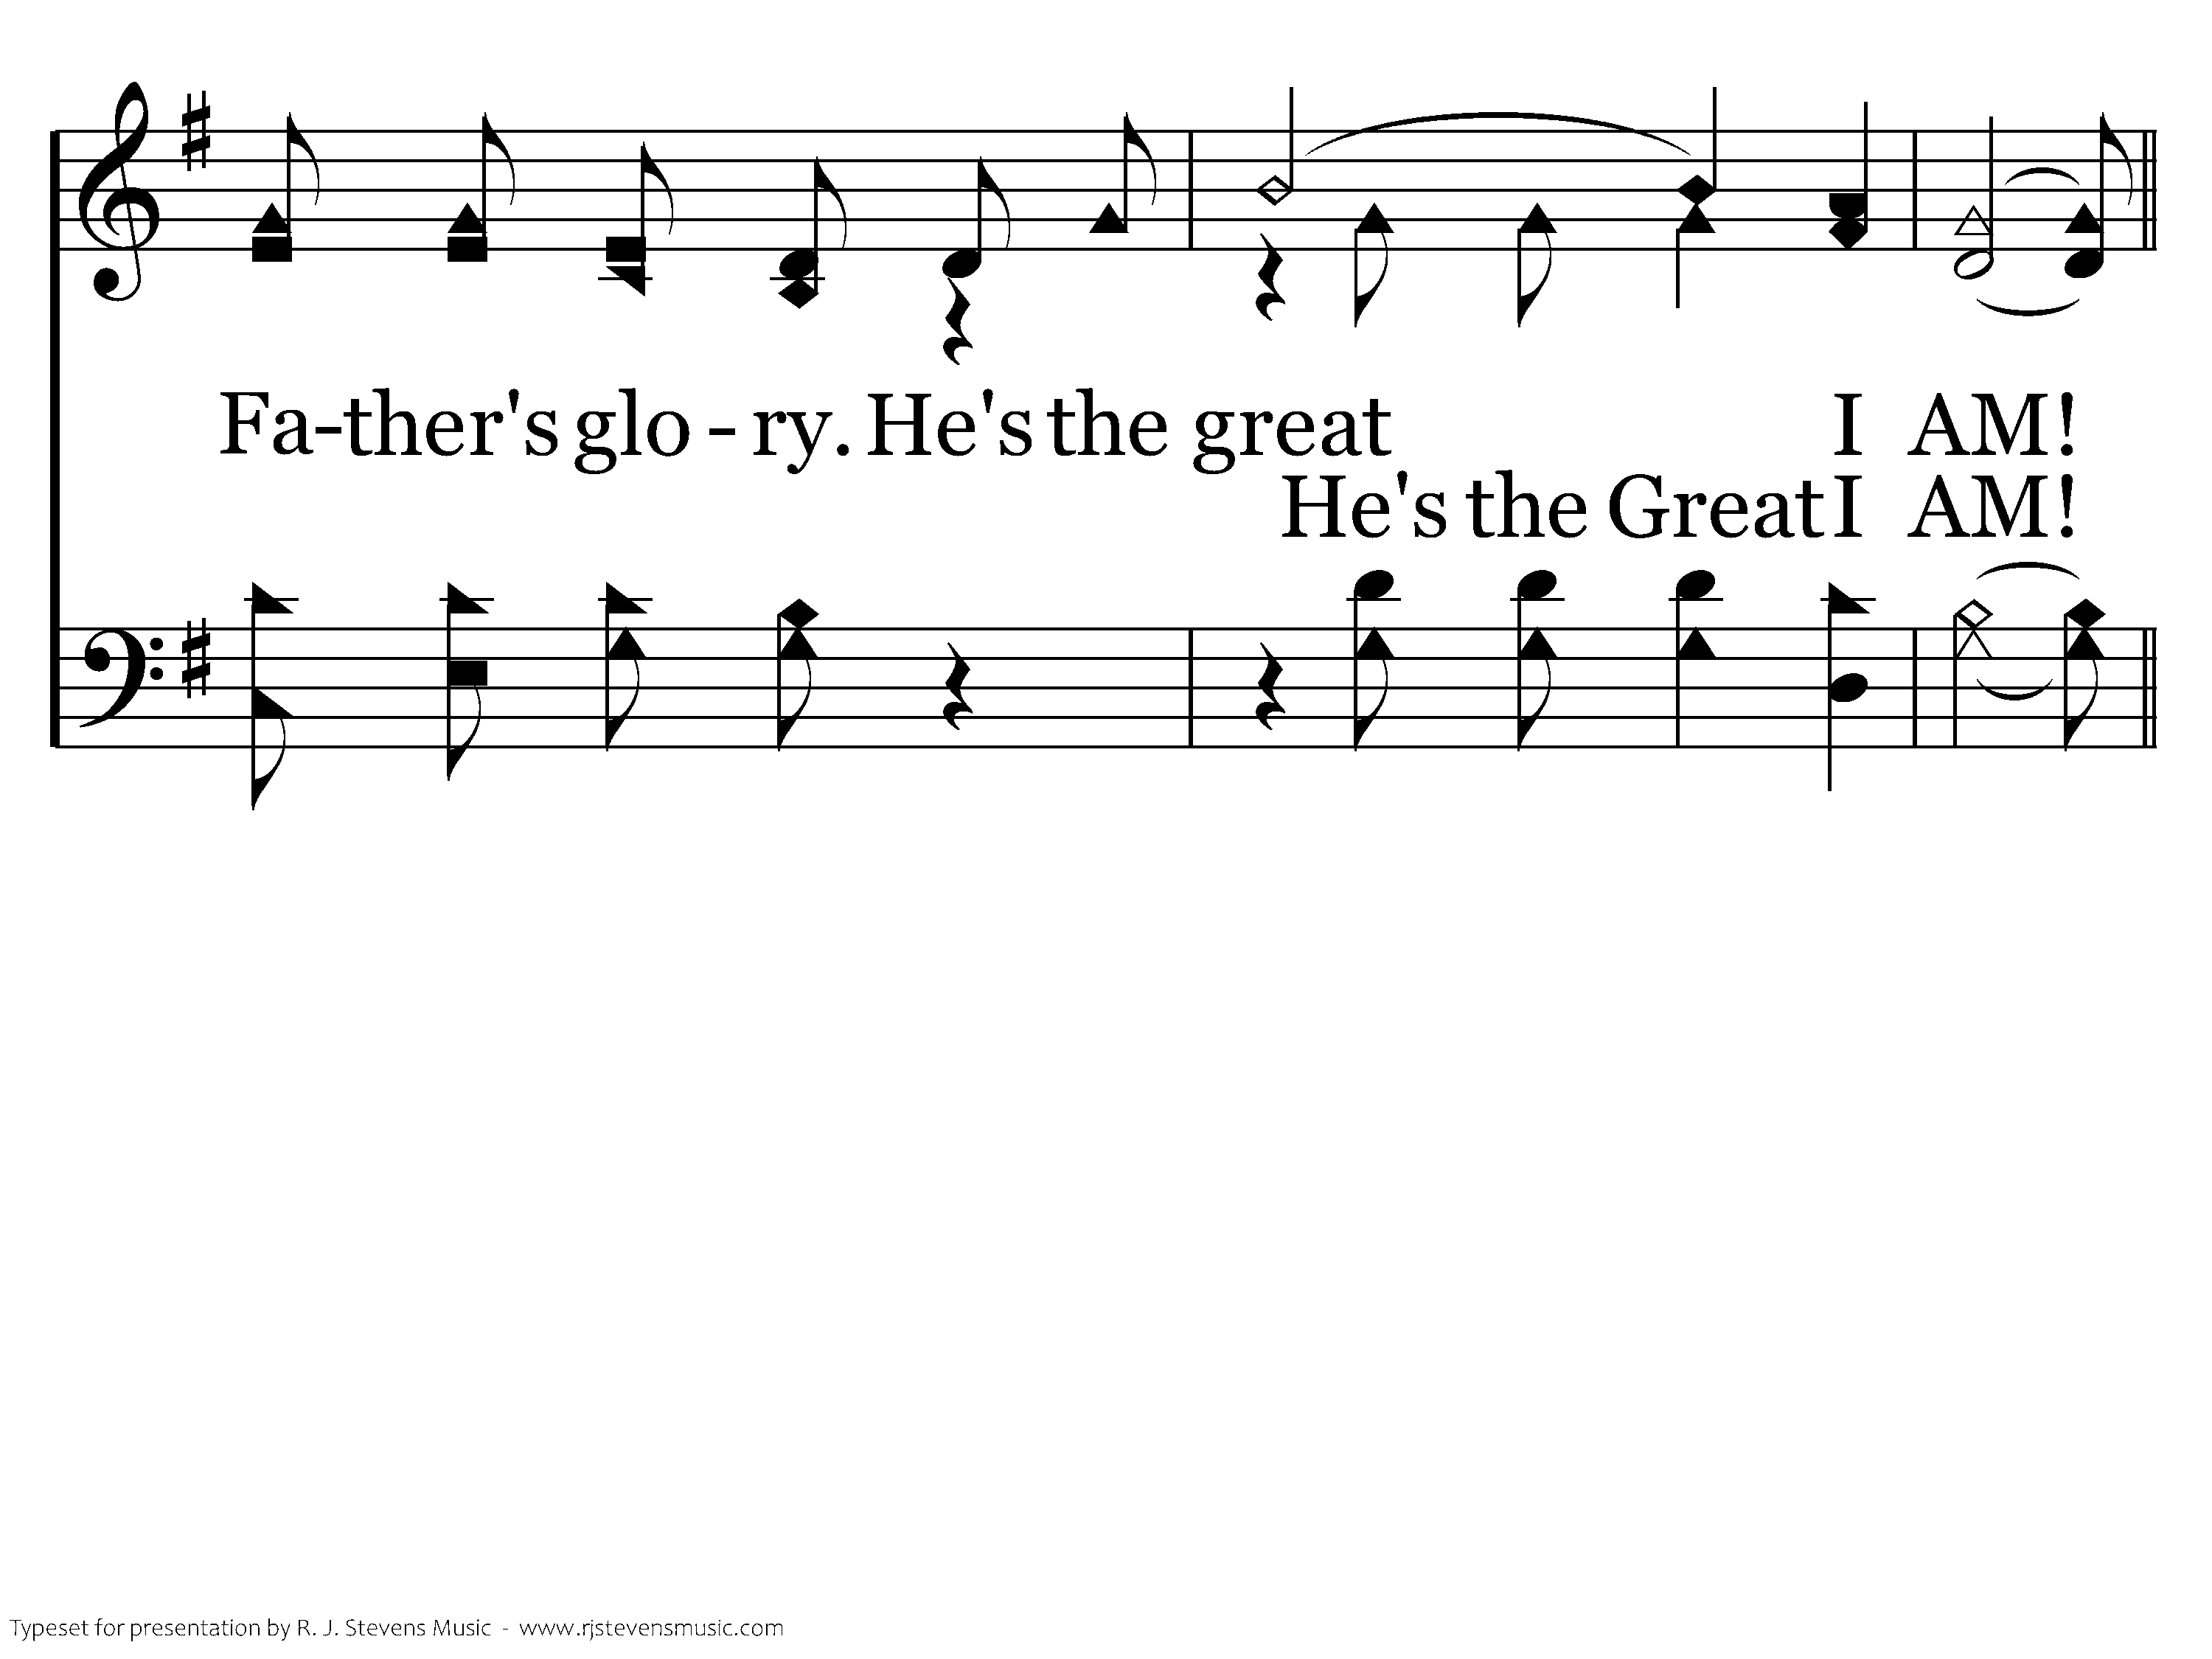 Fa-ther's glo - ry. He's the great I AM!
He's the Great I AM!
Typeset for presentation by R. J. Stevens Music - www.rjstevensmusic.com